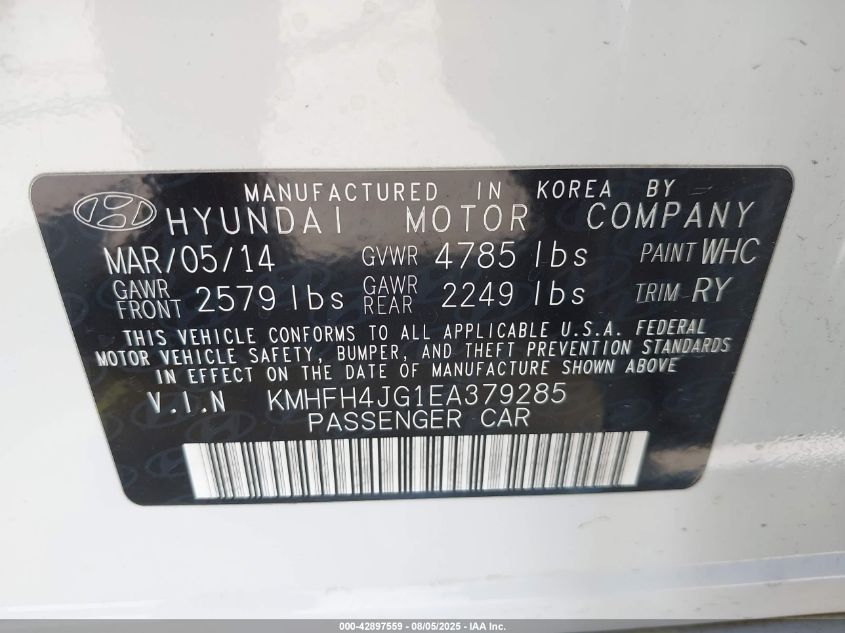 MANUFACTURED IN KOREA BY
HYUNDAI MOTOR COMPANY
MAR/05/14 GVWR 4785 lbs PAINT WHC
GAWR FRONT 2579 lbs GAWR REAR 2249 lbs TRIM RY
THIS VEHICLE CONFORMS TO ALL APPLICABLE U.S.A. FEDERAL
MOTOR VEHICLE SAFETY, BUMPER, AND THEFT PREVENTION STANDARDS
IN EFFECT ON THE DATE OF MANUFACTURE SHOWN ABOVE
V.I.N KMHFH4JG1EA379285
PASSENGER CAR
000-42897559 - 08/05/2025 - IAA Inc.